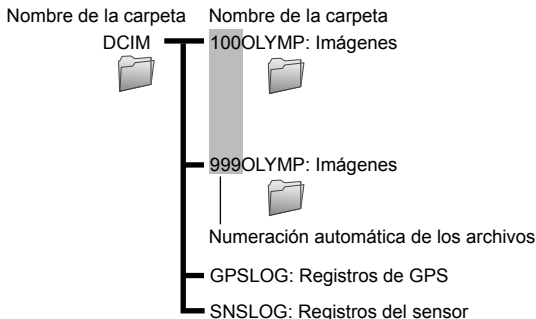 Nombre de la carpeta
Nombre de la carpeta
DCIM
100OLYMP: Imágenes
999OLYMP: Imágenes
Numeración automática de los archivos
GPSLOG: Registros de GPS
SNSLOG: Registros del sensor